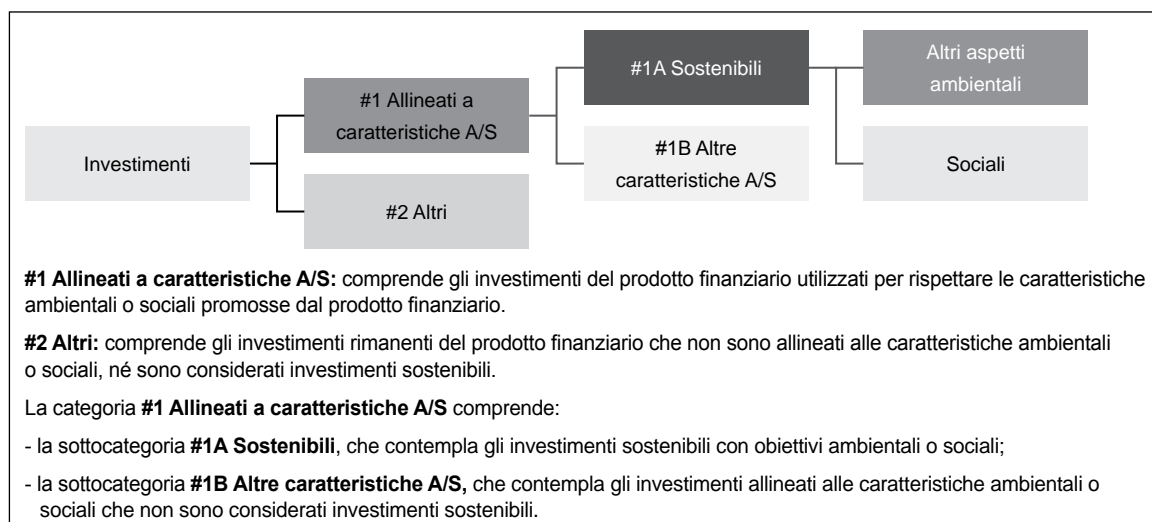 Investimenti
#1 Allineati a
caratteristiche A/S
#2 Altri
#1A Sostenibili
#1B Altre
caratteristiche A/S
Altri aspetti
ambientali
Sociali
#1 Allineati a caratteristiche A/S: comprende gli investimenti del prodotto finanziario utilizzati per rispettare le caratteristiche
ambientali o sociali promosse dal prodotto finanziario.
#2 Altri: comprende gli investimenti rimanenti del prodotto finanziario che non sono allineati alle caratteristiche ambientali
o sociali, né sono considerati investimenti sostenibili.
La categoria #1 Allineati a caratteristiche A/S comprende:
- la sottocategoria #1A Sostenibili, che contempla gli investimenti sostenibili con obiettivi ambientali o sociali;
- la sottocategoria #1B Altre caratteristiche A/S, che contempla gli investimenti allineati alle caratteristiche ambientali o
sociali che non sono considerati investimenti sostenibili.